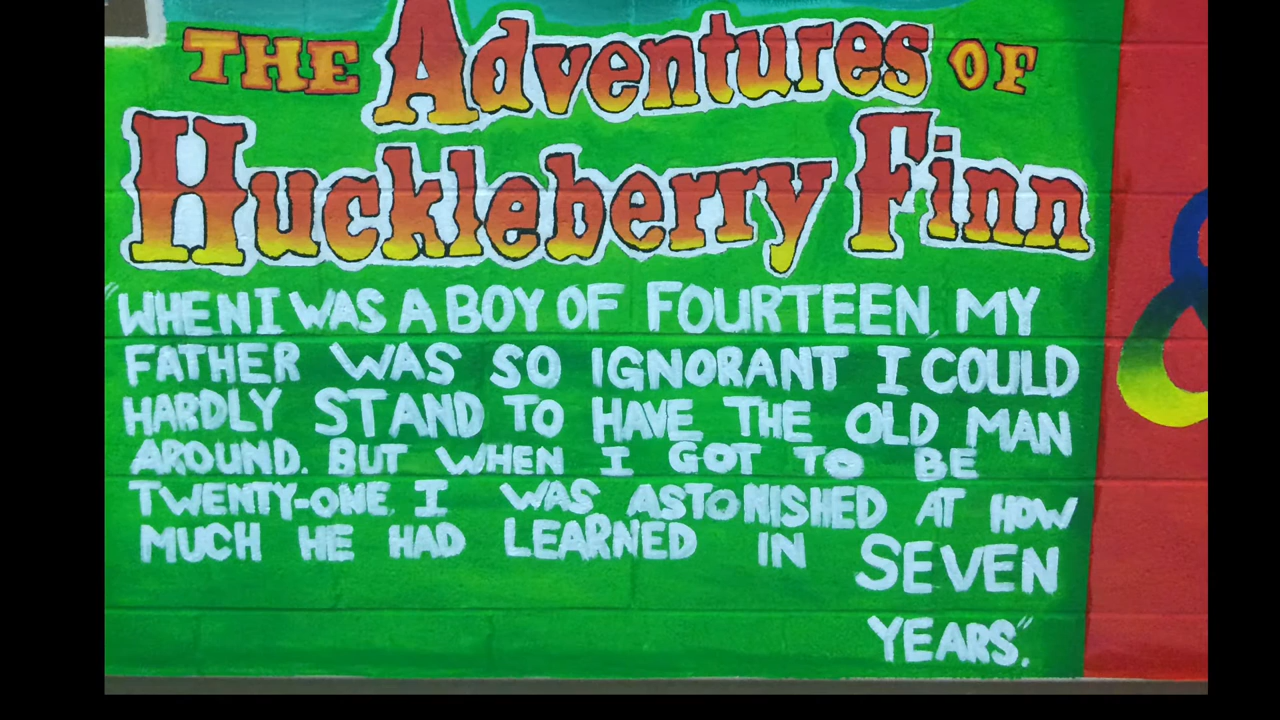 THE Adventures OF
Huckleberry Finn
"WHEN I WAS A BOY OF FOURTEEN, MY
FATHER WAS SO IGNORANT I COULD
HARDLY STAND TO HAVE THE OLD MAN
AROUND. BUT WHEN I GOT TO BE
TWENTY-ONE, I WAS ASTONISHED AT HOW
MUCH HE HAD LEARNED IN SEVEN
YEARS."